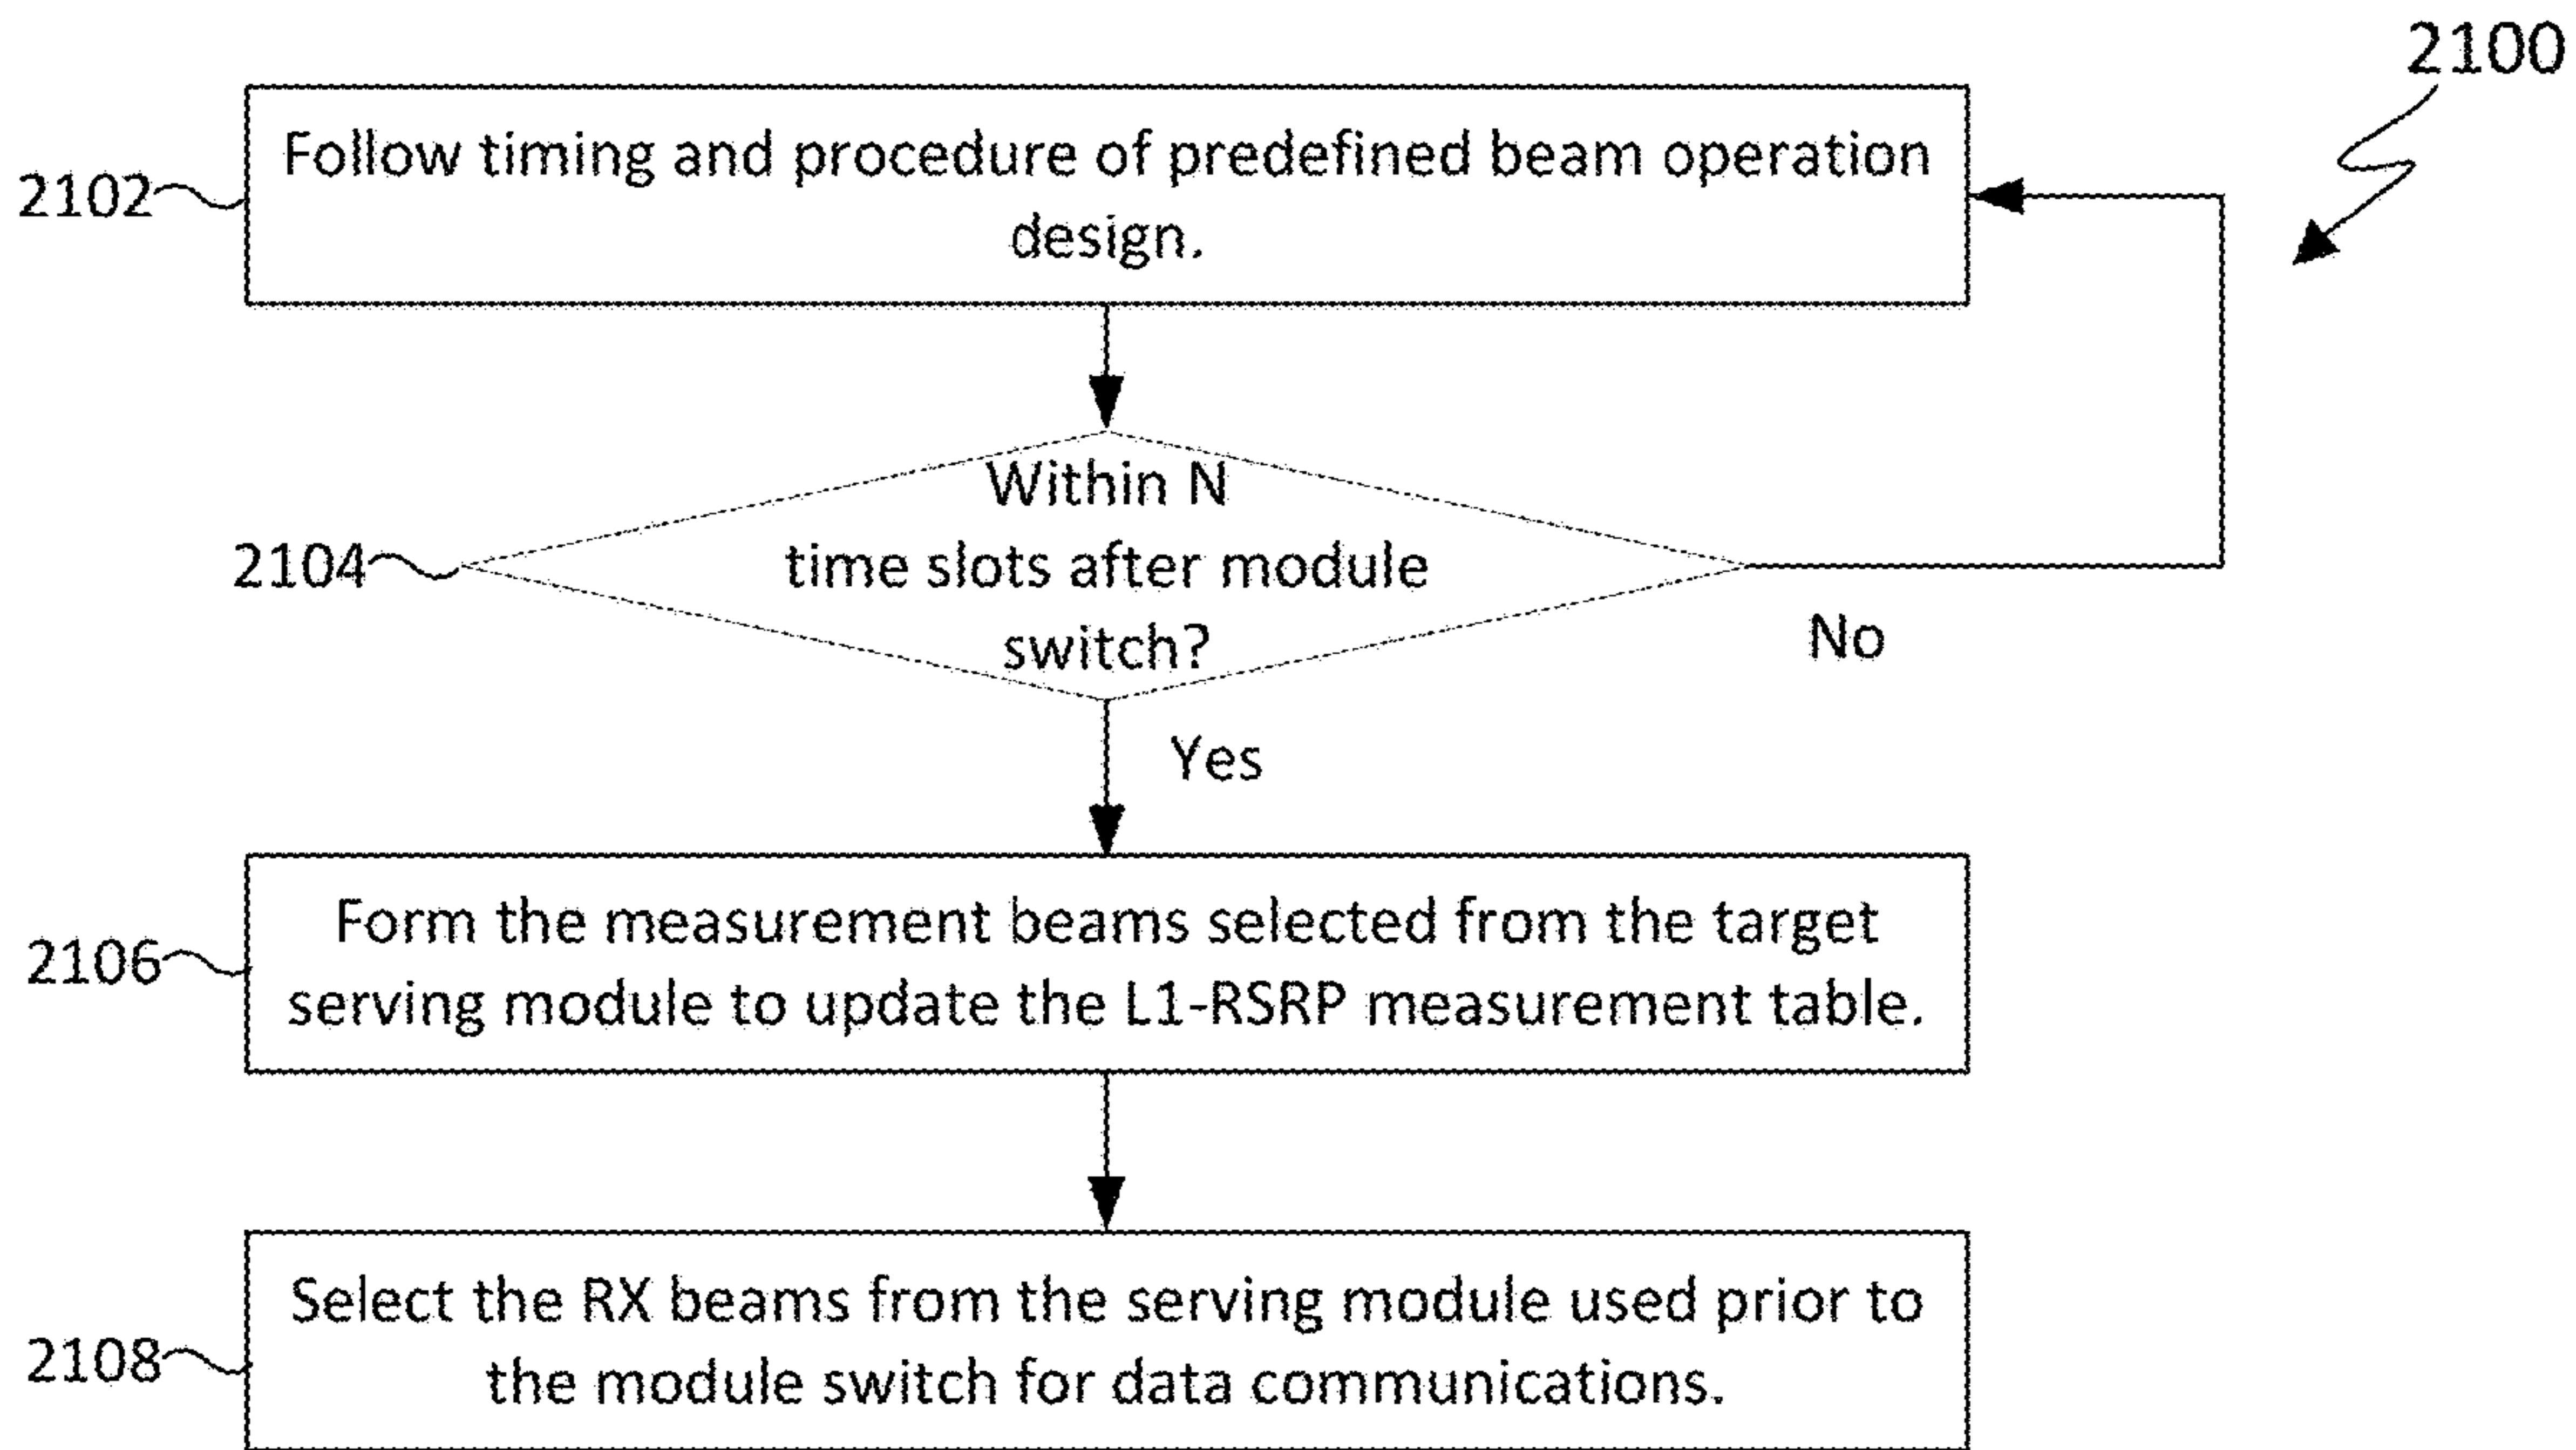 2100
Follow timing and procedure of predefined beam operation
design.
2102
Within N
time slots after module
switch?
2104
No
Yes
Form the measurement beams selected from the target
serving module to update the L1-RSRP measurement table.
2106
Select the RX beams from the serving module used prior to
the module switch for data communications.
2108